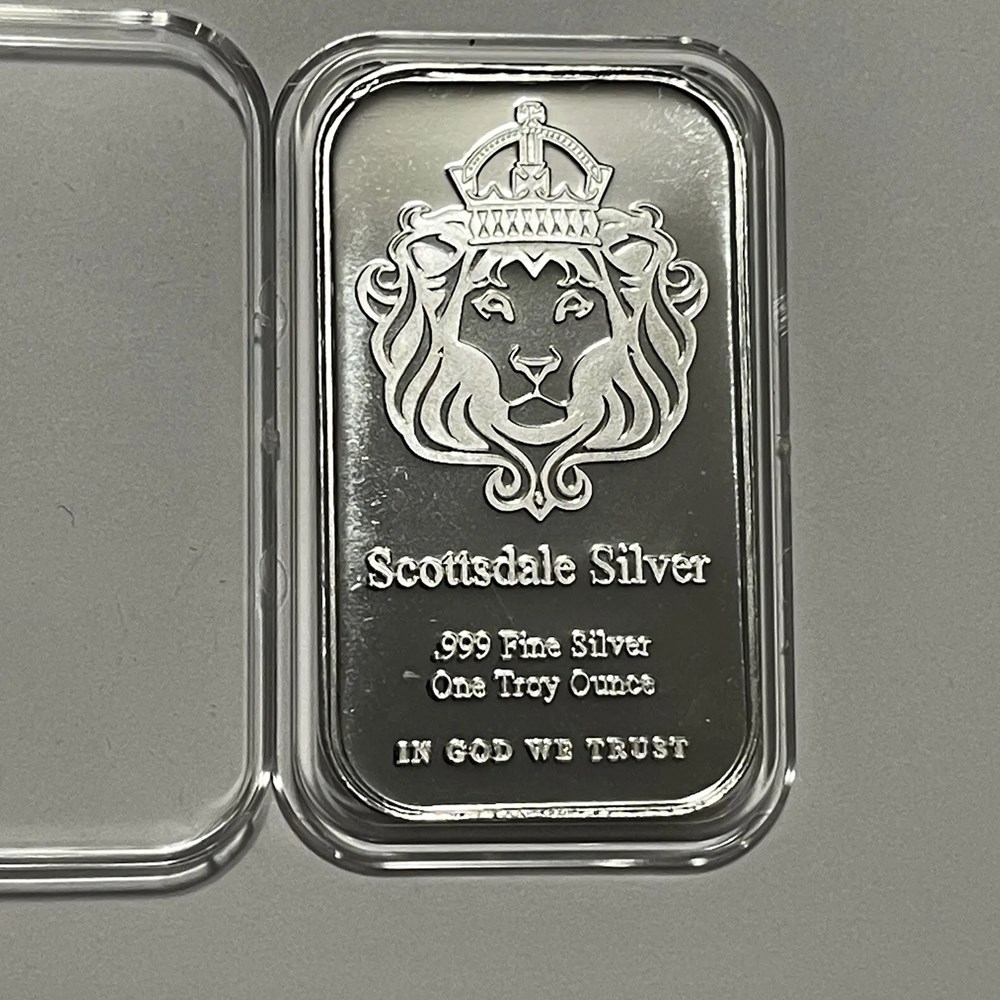 Scottsdale Silver
.999 Fine Silver
One Troy Ounce
IN GOD WE TRUST